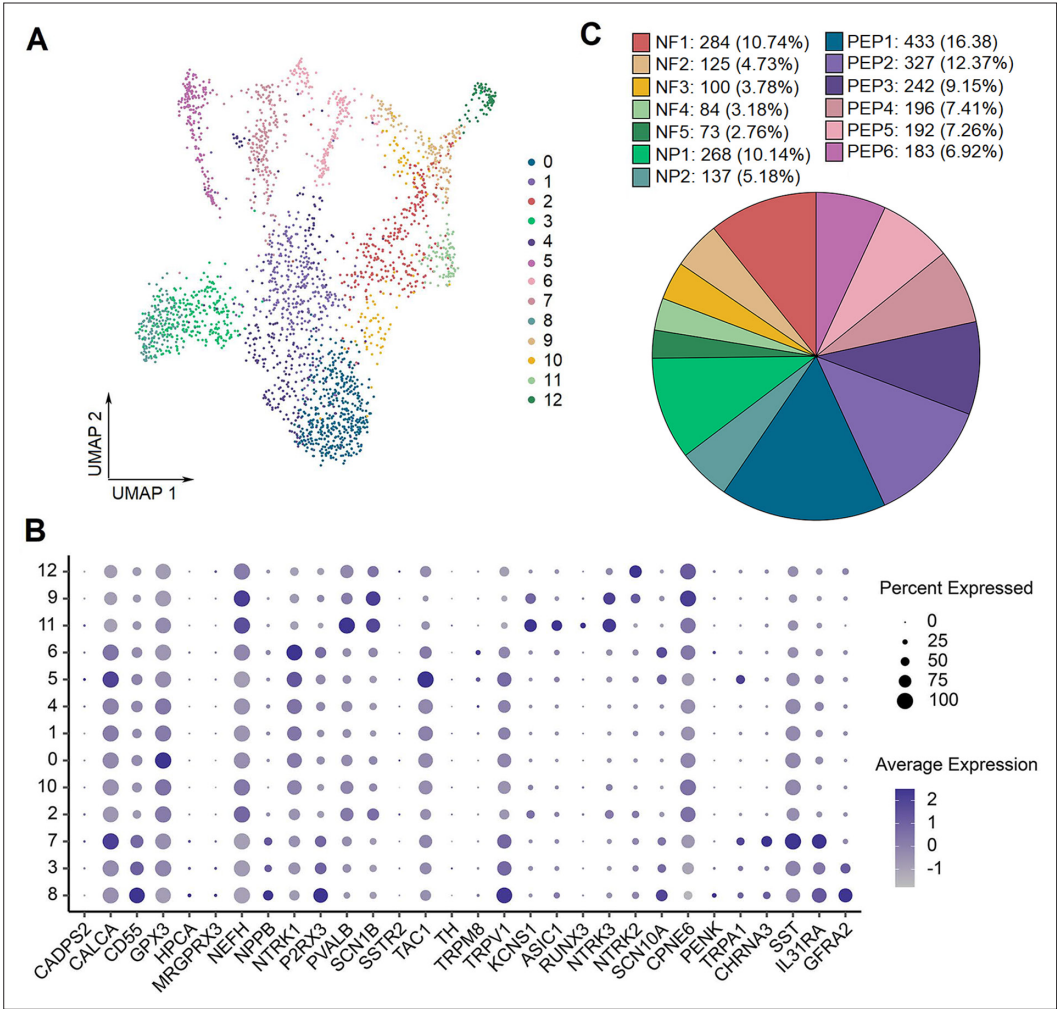 A
0
1
2
3
4
5
6
7
8
9
10
11
12
UMAP 2
UMAP 1
C
NF1: 284 (10.74%)
NF2: 125 (4.73%)
NF3: 100 (3.78%)
NF4: 84 (3.18%)
NF5: 73 (2.76%)
NP1: 268 (10.14%)
NP2: 137 (5.18%)
PEP1: 433 (16.38)
PEP2: 327 (12.37%)
PEP3: 242 (9.15%)
PEP4: 196 (7.41%)
PEP5: 192 (7.26%)
PEP6: 183 (6.92%)
B
12
9
11
6
5
4
1
0
10
2
7
3
8
CADPS2
CALCA
CD55
GPX3
HPCA
MRGPRX3
NEFH
NPPB
NTRK1
P2RX3
PVALB
SCN1B
SSTR2
TAC1
TH
TRPM8
TRPV1
KCNS1
ASIC1
RUNX3
NTRK3
NTRK2
SCN10A
CPNE6
PENK
TRPA1
CHRNA3
SST
IL31RA
GFRA2
Percent Expressed
0
25
50
75
100
Average Expression
2
1
0
-1